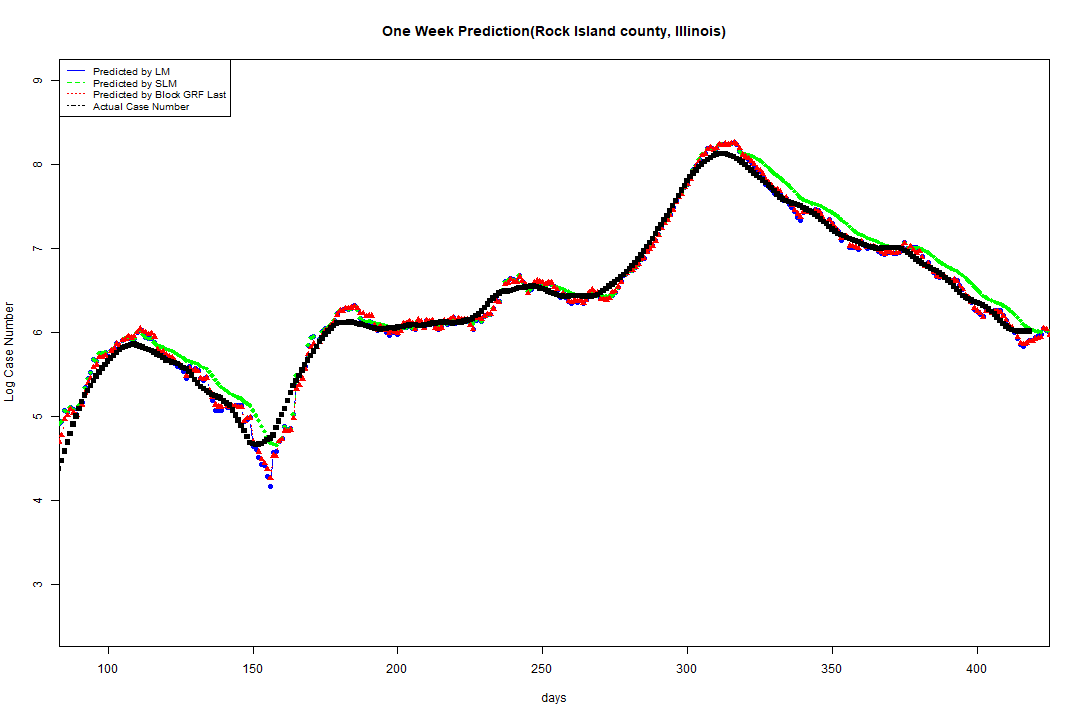 One Week Prediction(Rock Island county, Illinois)
Predicted by LM
Predicted by SLM
Predicted by Block GRF Last
Actual Case Number
9
8
7
6
5
4
3
Log Case Number
100 150 200 250 300 350 400
days